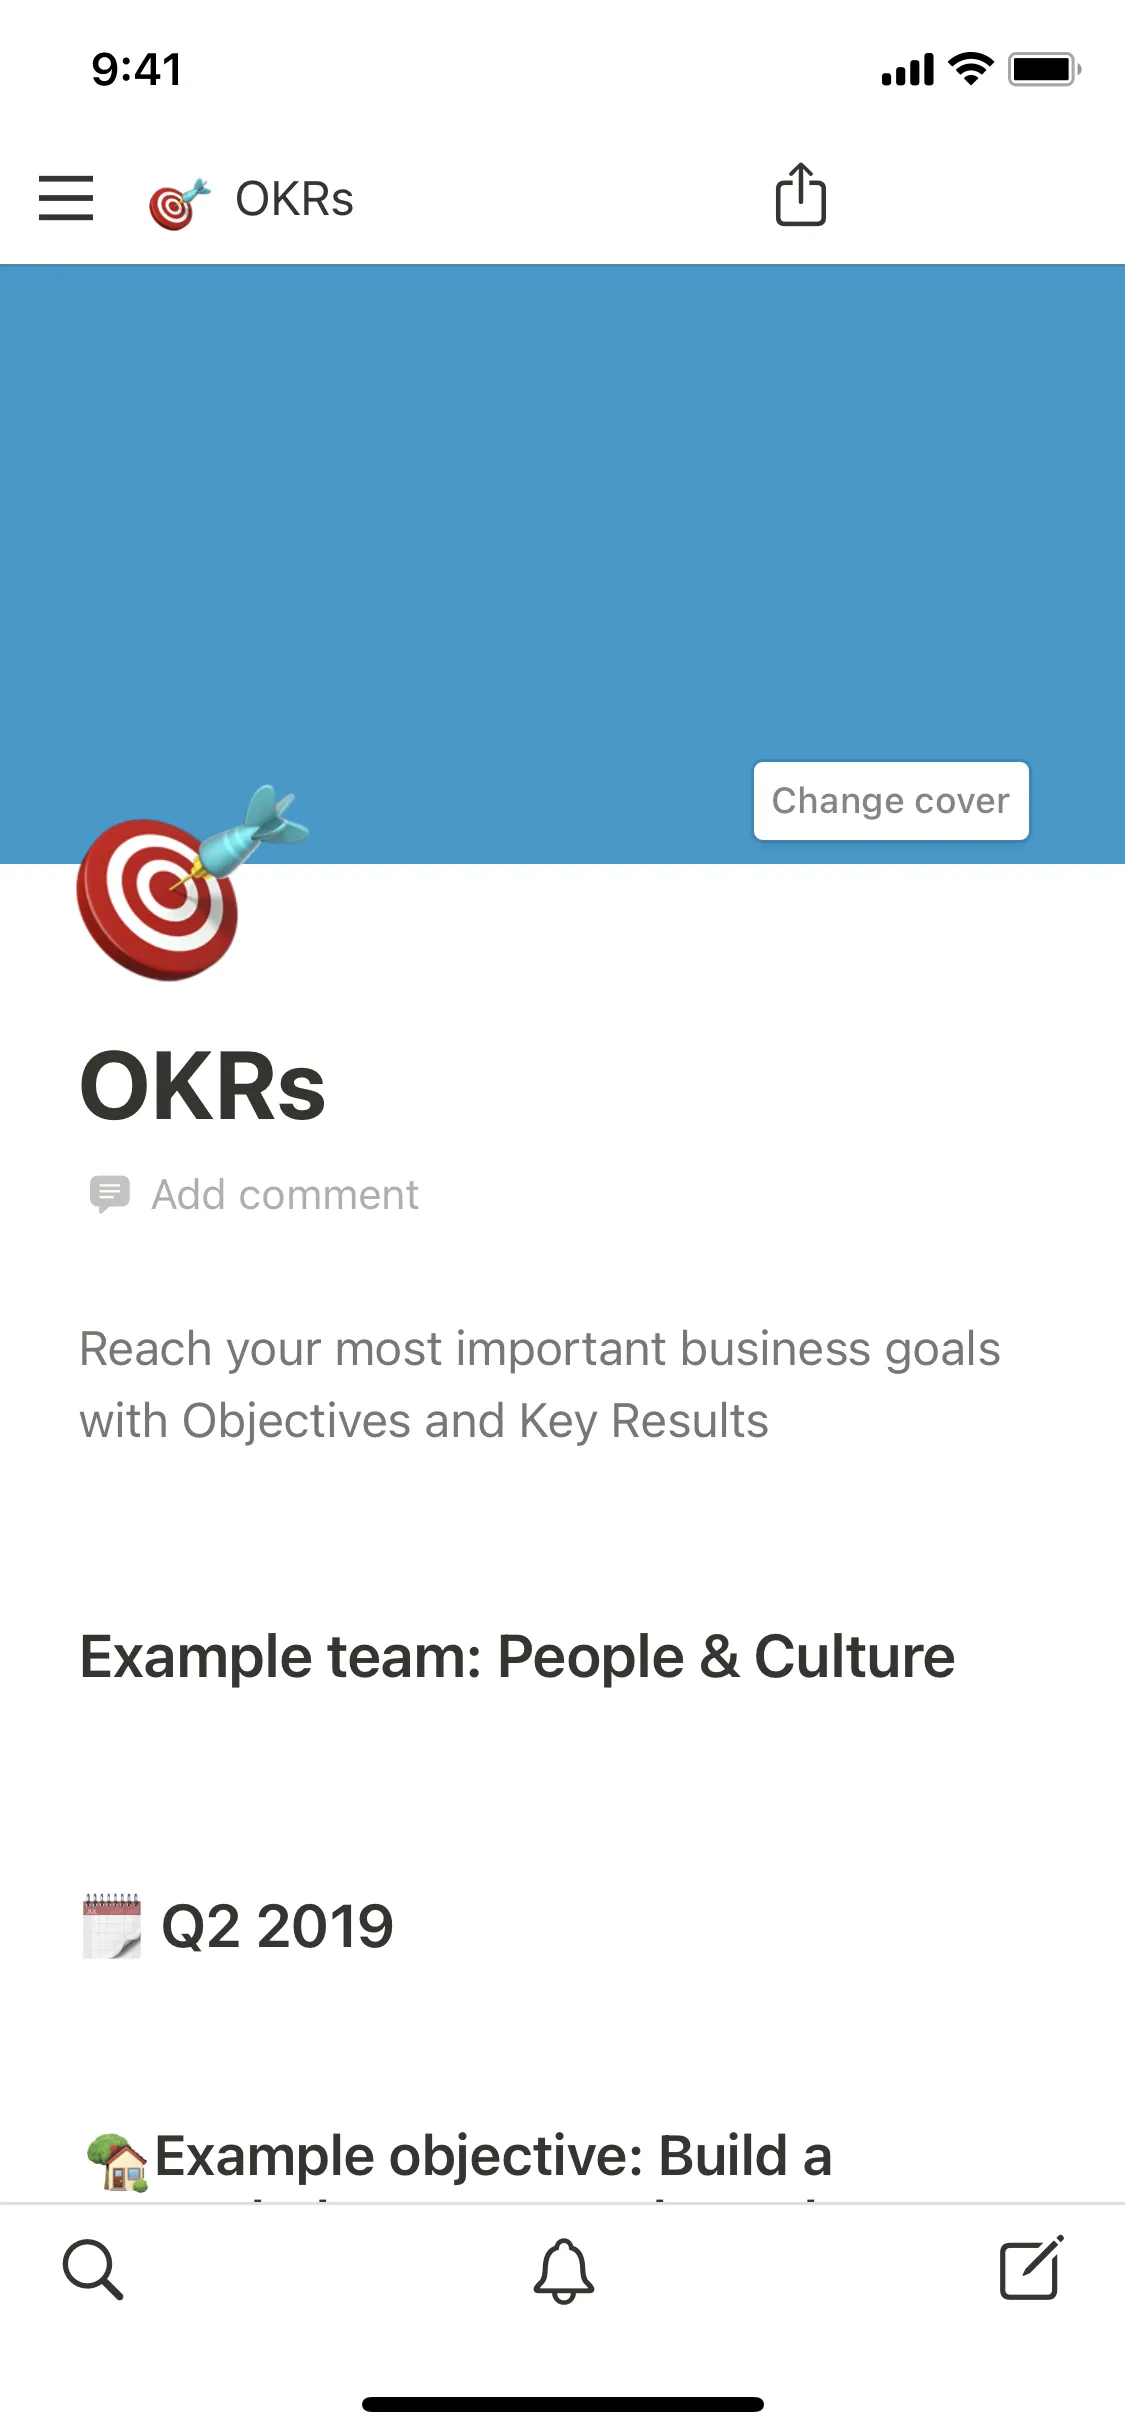 9:41
OKRs
Change cover
OKRs
Add comment
Reach your most important business goals
with Objectives and Key Results
Example team: People & Culture
JUL
Q2 2019
Example objective: Build a